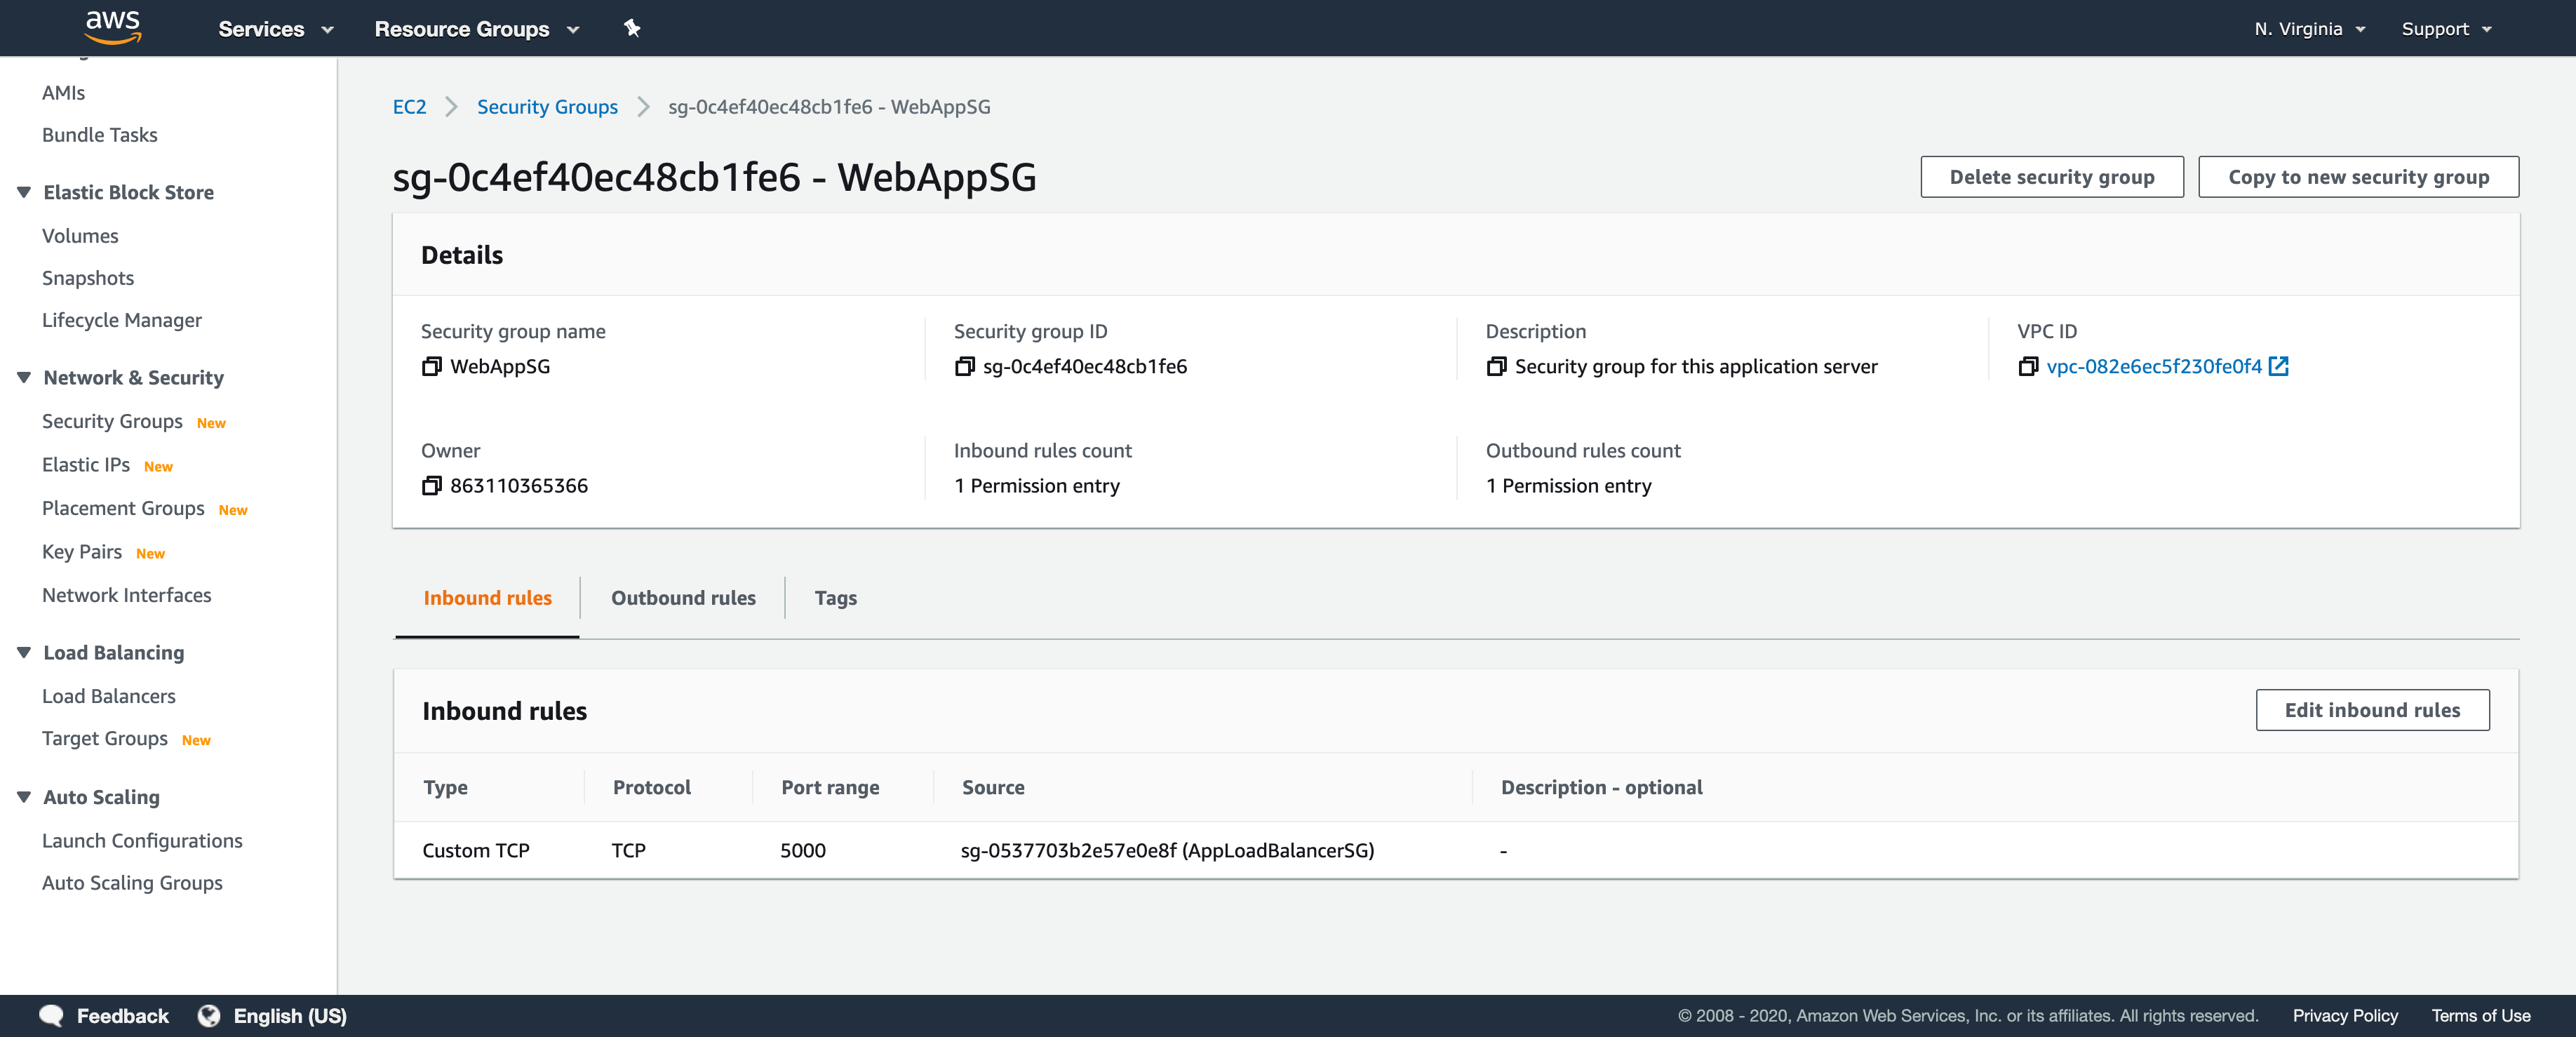 aws Services Resource Groups N. Virginia Support
AMIs
Bundle Tasks
Elastic Block Store
Volumes
Snapshots
Lifecycle Manager
Network & Security
Security Groups New
Elastic IPs New
Placement Groups New
Key Pairs New
Network Interfaces
Load Balancing
Load Balancers
Target Groups New
Auto Scaling
Launch Configurations
Auto Scaling Groups
EC2 Security Groups sg-0c4ef40ec48cb1fe6 - WebAppSG
sg-0c4ef40ec48cb1fe6 - WebAppSG
Delete security group Copy to new security group
Details
Security group name Security group ID Description VPC ID
WebAppSG sg-0c4ef40ec48cb1fe6 Security group for this application server vpc-082e6ec5f230fe0f4
Owner Inbound rules count Outbound rules count
863110365366 1 Permission entry 1 Permission entry
Inbound rules Outbound rules Tags
Inbound rules Edit inbound rules
Type Protocol Port range Source Description - optional
Custom TCP TCP 5000 sg-0537703b2e57e0e8f (AppLoadBalancerSG) -
Feedback English (US) © 2008 - 2020, Amazon Web Services, Inc. or its affiliates. All rights reserved. Privacy Policy Terms of Use